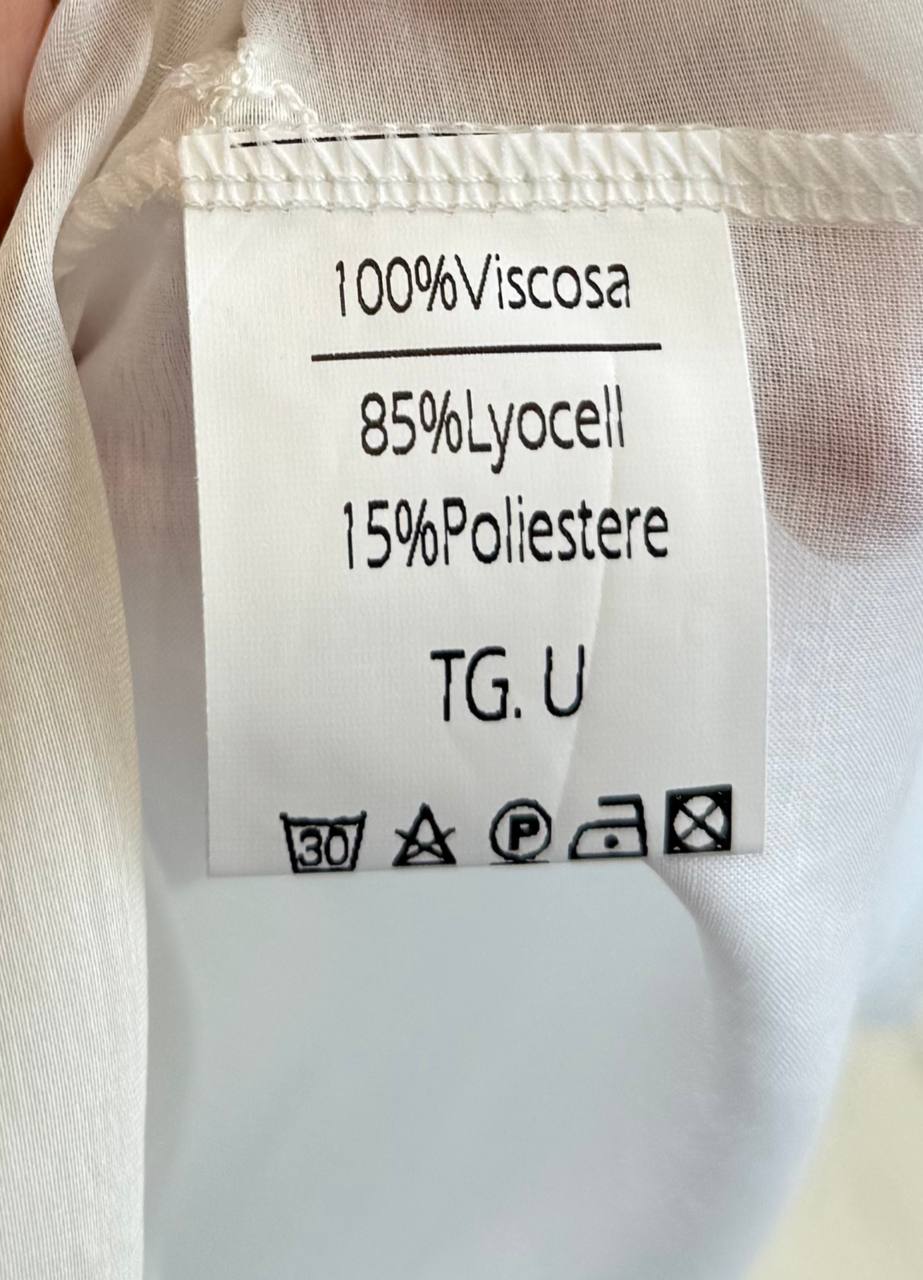 100%Viscosa
85%Lyocell
15%Poliestere
TG. U
30 P